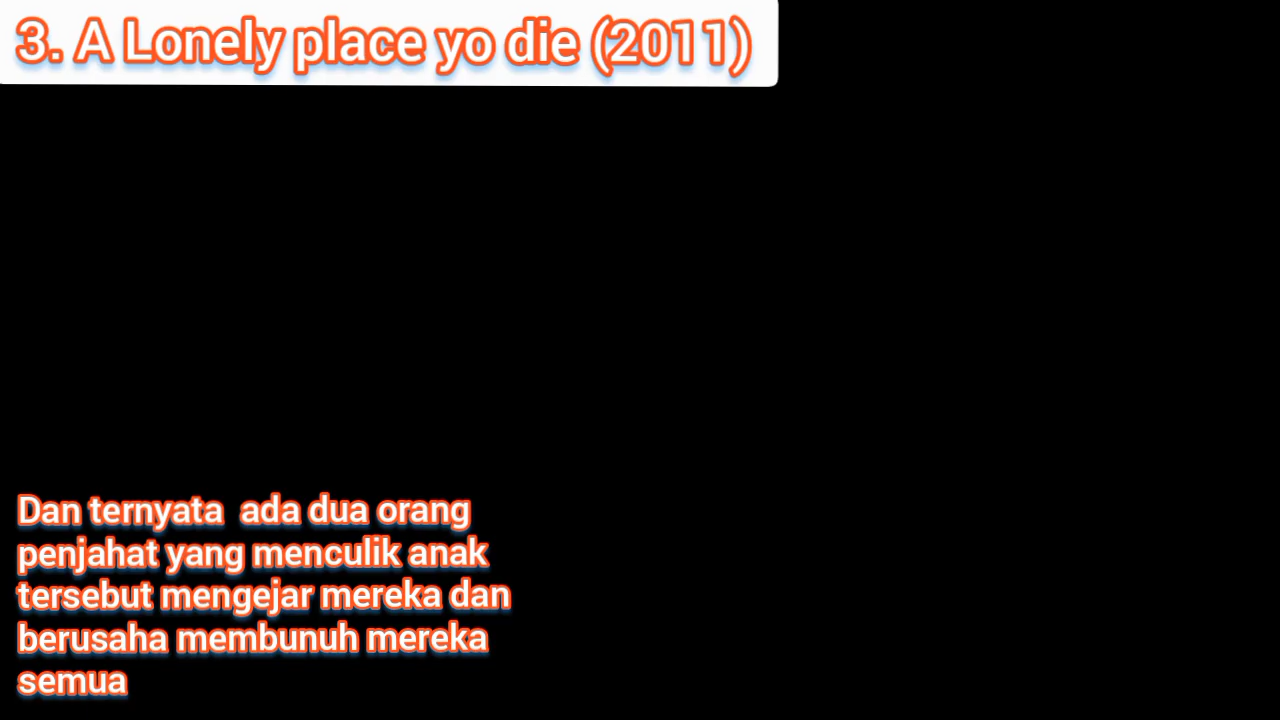 3. A Lonely place yo die (2011)
Dan ternyata  ada dua orang
penjahat yang menculik anak
tersebut mengejar mereka dan
berusaha membunuh mereka
semua